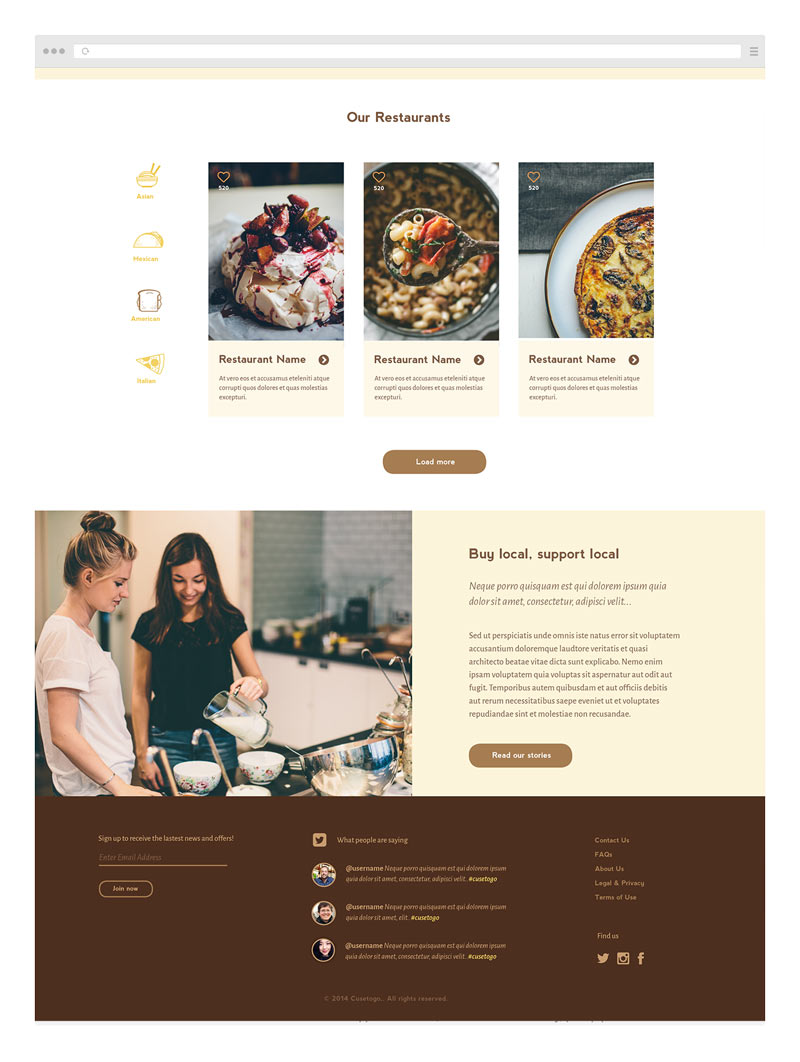 Our Restaurants
Asian
Mexican
American
Italian
520
520
520
Restaurant Name
At vero eos et accusamus eteleniti atque
corrupti quos dolores et quas molestias
excepturi.
Restaurant Name
At vero eos et accusamus eteleniti atque
corrupti quos dolores et quas molestias
excepturi.
Restaurant Name
At vero eos et accusamus eteleniti atque
corrupti quos dolores et quas molestias
excepturi.
Load more
Buy local, support local
Neque porro quisquam est qui dolorem ipsum quia
dolor sit amet, consectetur, adipisci velit...
Sed ut perspiciatis unde omnis iste natus error sit voluptatem
accusantium doloremque laudtore veritatis et quasi
architecto beatae vitae dicta sunt explicabo. Nemo enim
ipsam voluptatem quia voluptas sit aspernatur aut odit aut
fugit. Temporibus autem quibusdam et aut officiis debitis
aut rerum necessitatibus saepe eveniet ut et voluptates
repudiandae sint et molestiae non recusandae.
Read our stories
Sign up to receive the lastest news and offers!
Enter Email Address
Join now
What people are saying
@username Neque porro quisquam est qui dolorem ipsum
quia dolor sit amet, consectetur, adipisci velit.. #cusetogo
@username Neque porro quisquam est qui dolorem ipsum
quia dolor sit amet, elit.. #cusetogo
@username Neque porro quisquam est qui dolorem ipsum
quia dolor sit amet, consectetur, adipisci velit.. #cusetogo
Contact Us
FAQs
About Us
Legal & Privacy
Terms of Use
Find us
© 2014 Cusetogo.. All rights reserved.